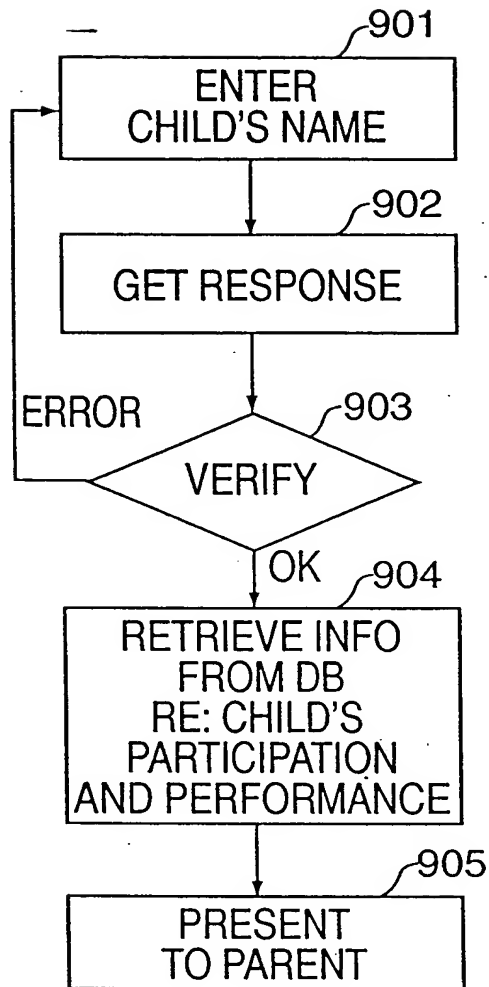 901
ENTER
CHILD'S NAME
902
GET RESPONSE
ERROR
903
VERIFY
OK
904
RETRIEVE INFO
FROM DB
RE: CHILD'S
PARTICIPATION
AND PERFORMANCE
905
PRESENT
TO PARENT